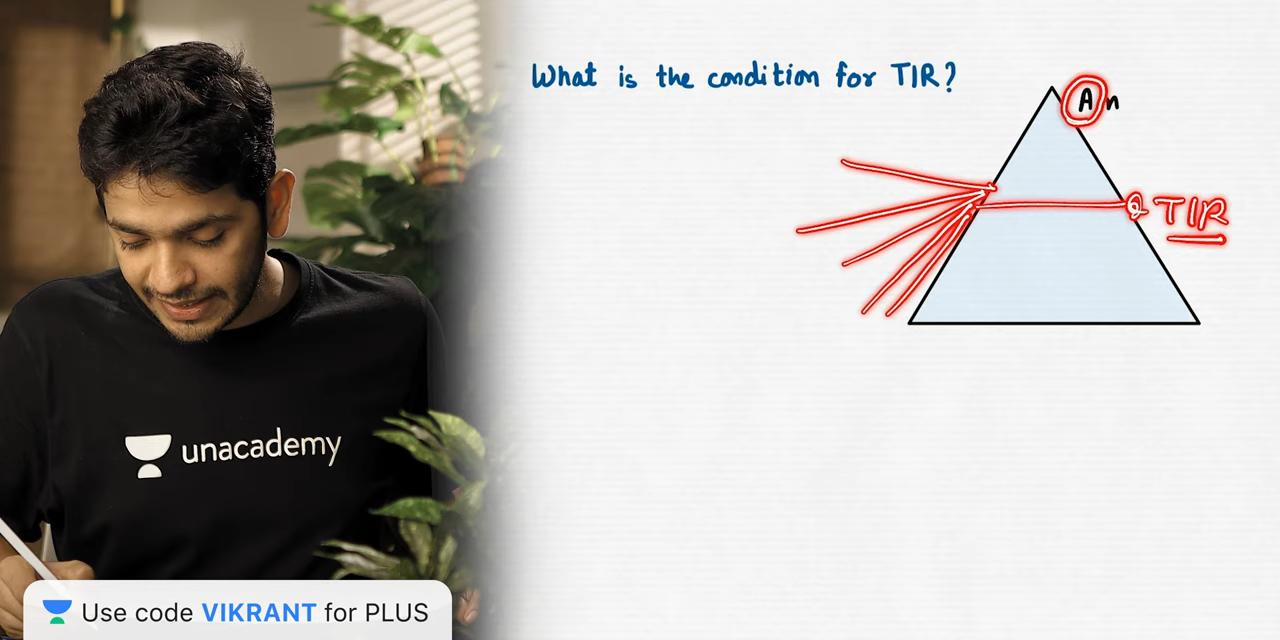 What is the condition for TIR?
A n
TIR
unacademy
Use code VIKRANT for PLUS